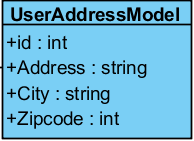 UserAddressModel
+id : int
+Address : string
+City : string
+Zipcode : int